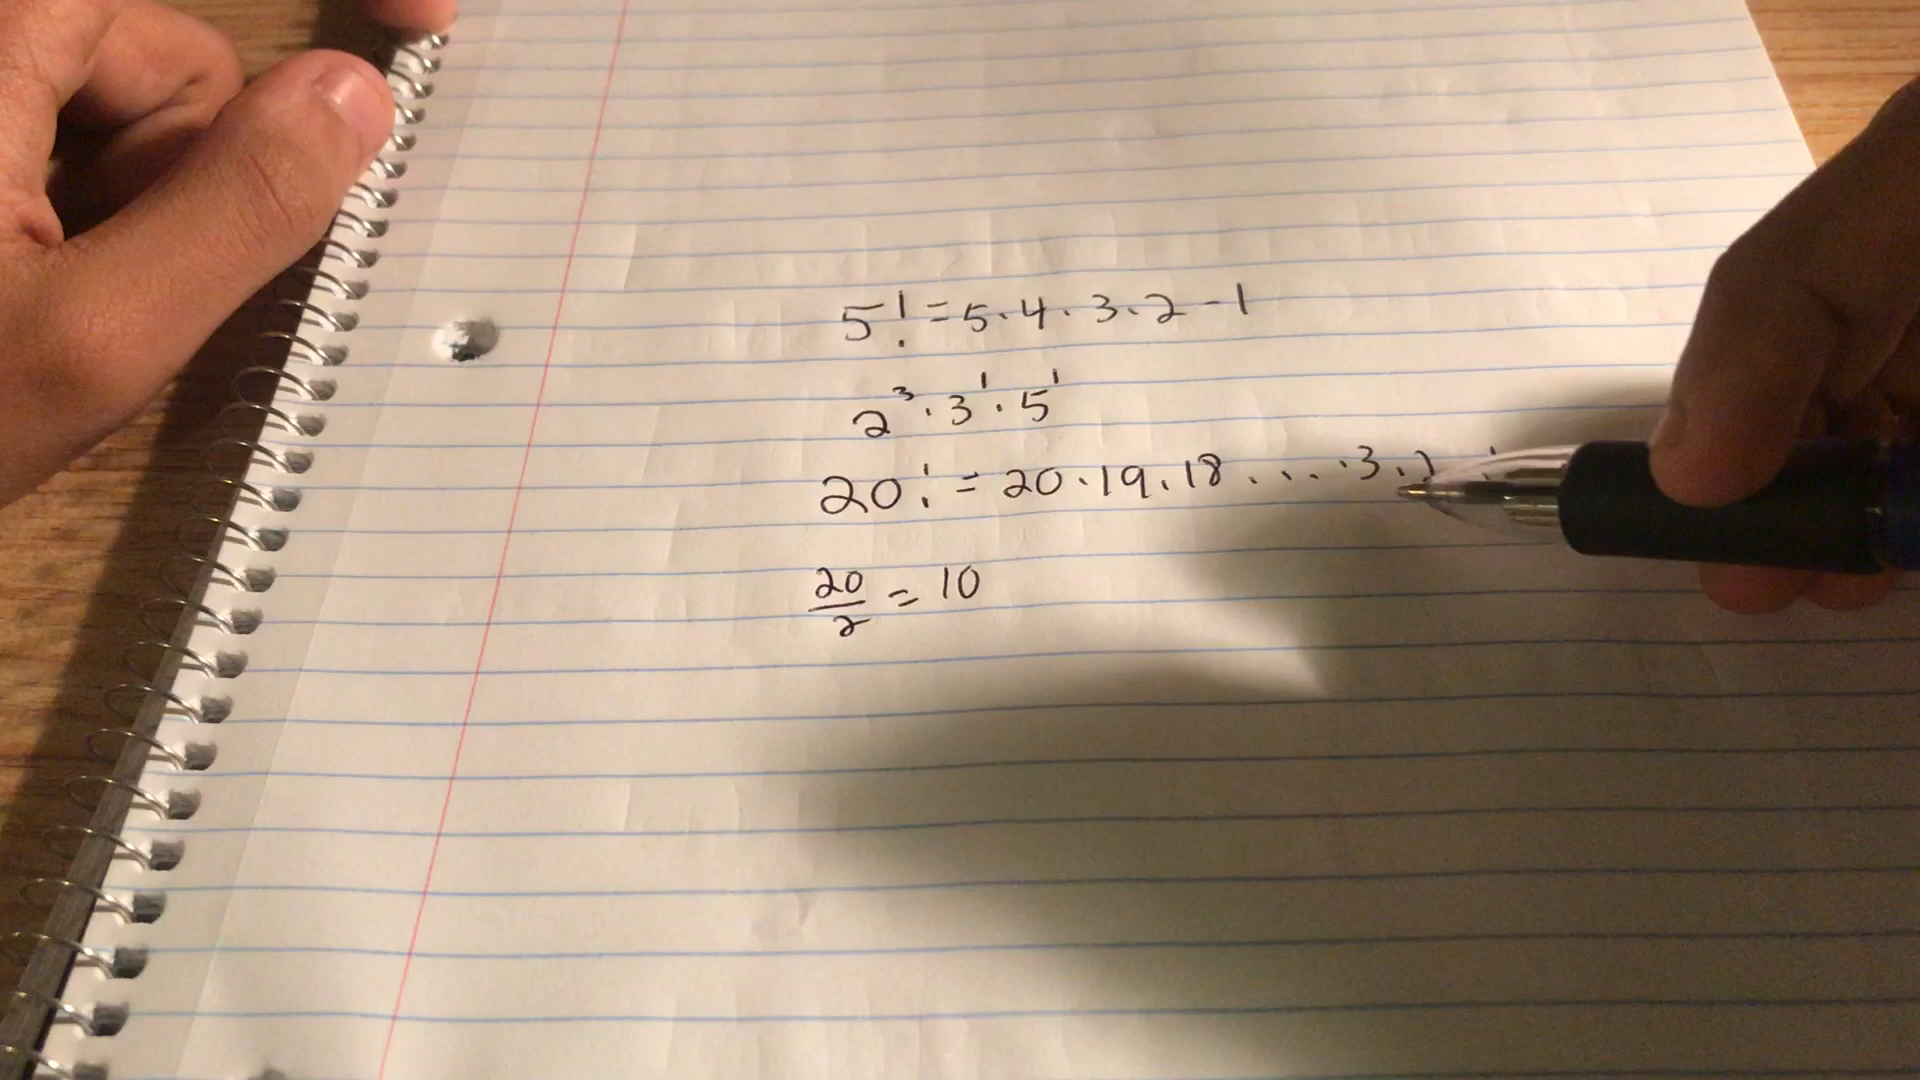 5! = 5 · 4 · 3 · 2 - 1
2³ · 3¹ · 5¹
20! = 20 · 19 · 18 . . . · 3 ·
20/2 = 10